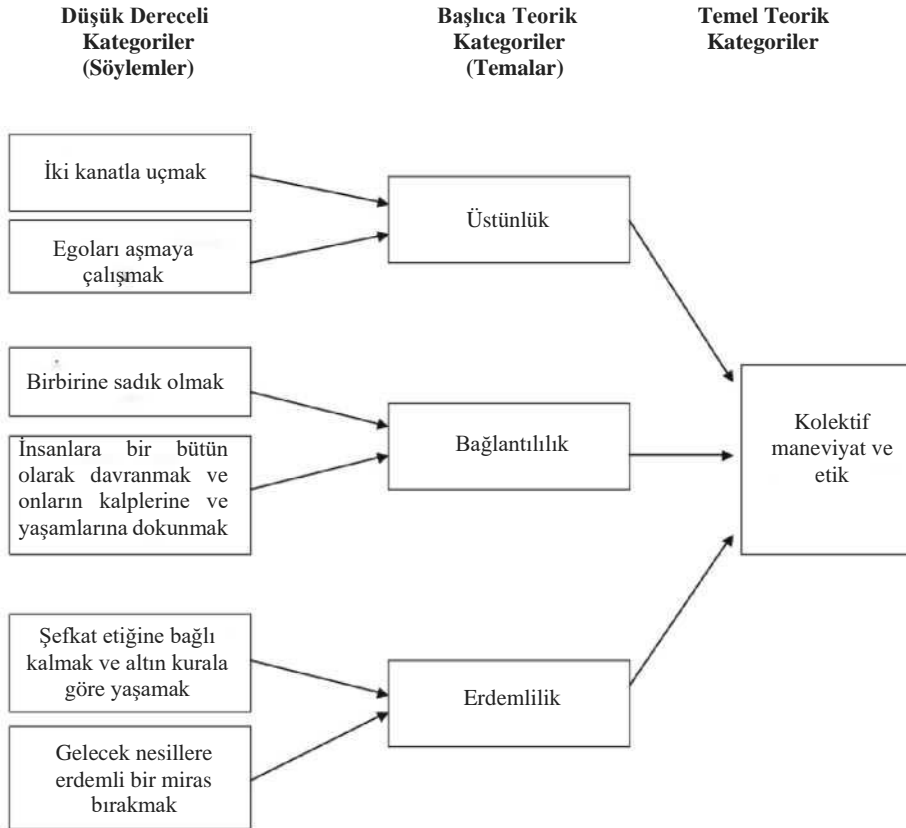 Düşük Dereceli
Kategoriler
(Söylemler)
Başlıca Teorik
Kategoriler
(Temalar)
Temel Teorik
Kategoriler
İki kanatla uçmak
Egoları aşmaya
çalışmak
Üstünlük
Birbirine sadık olmak
İnsanlara bir bütün
olarak davranmak ve
onların kalplerine ve
yaşamlarına dokunmak
Bağlantılılık
Kolektif
maneviyat ve
etik
Şefkat etiğine bağlı
kalmak ve altın kurala
göre yaşamak
Gelecek nesillere
erdemli bir miras
bırakmak
Erdemlilik